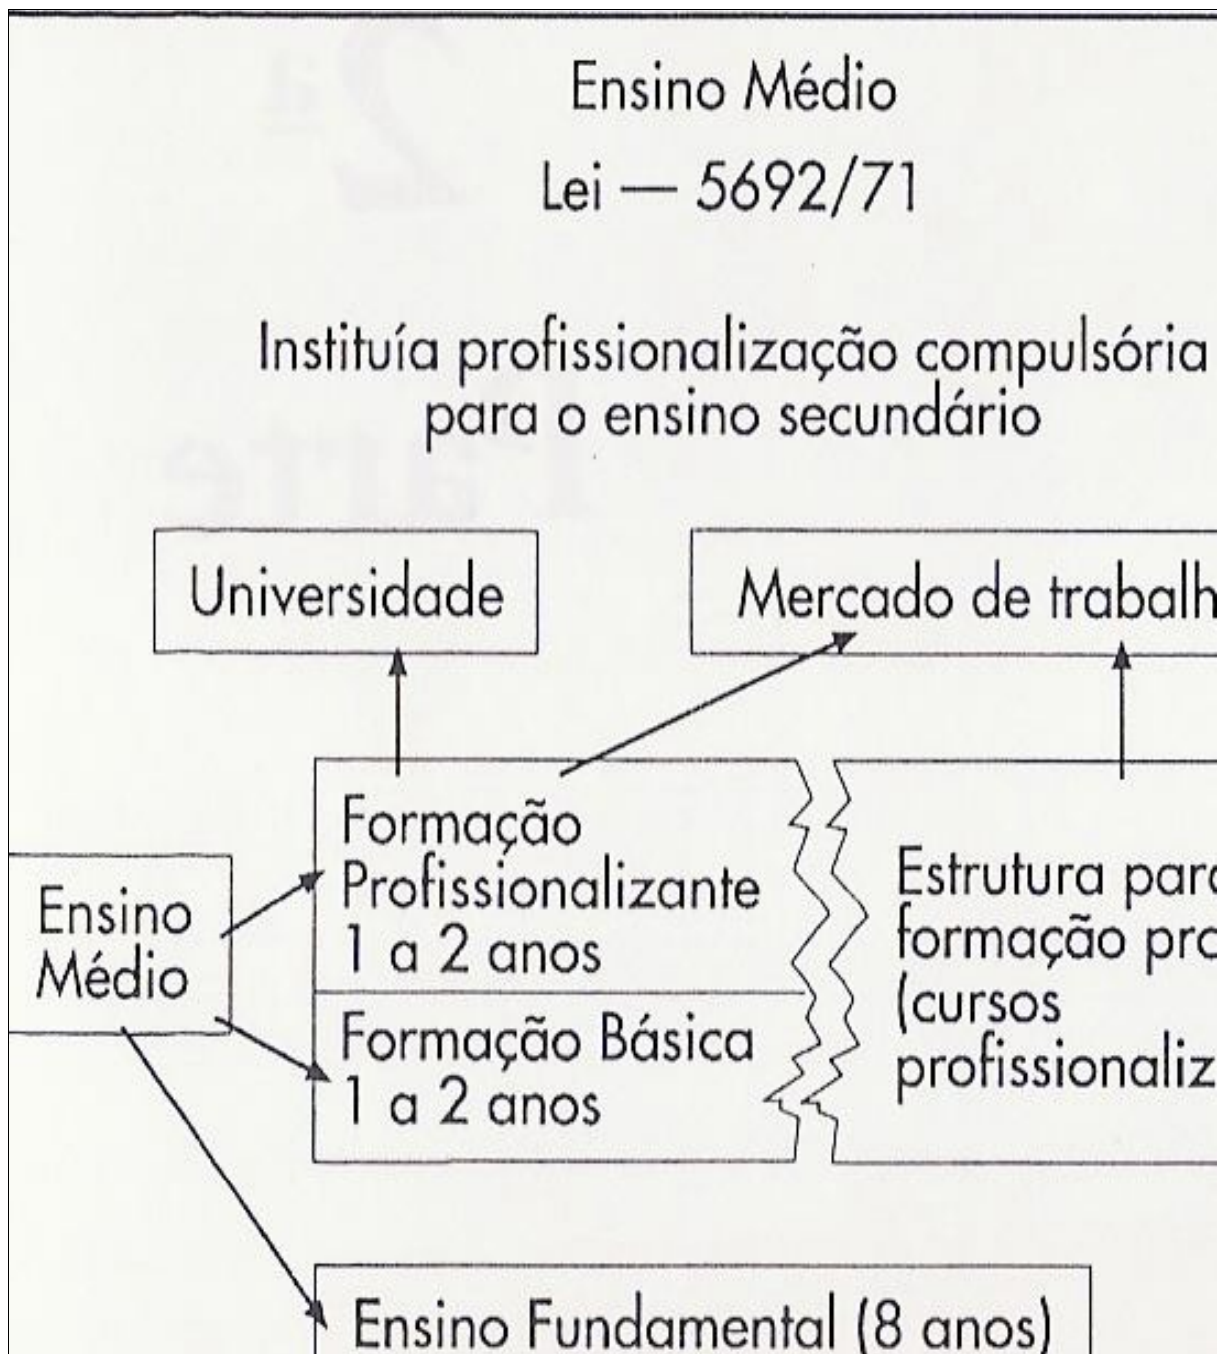 Ensino Médio
Lei — 5692/71
Instituía profissionalização compulsória
para o ensino secundário
Universidade
Mercado de trabalh
Formação
Profissionalizante
1 a 2 anos
Ensino
Médio
Formação Básica
1 a 2 anos
Estrutura para
formação pro
(cursos
profissionaliz
Ensino Fundamental (8 anos)